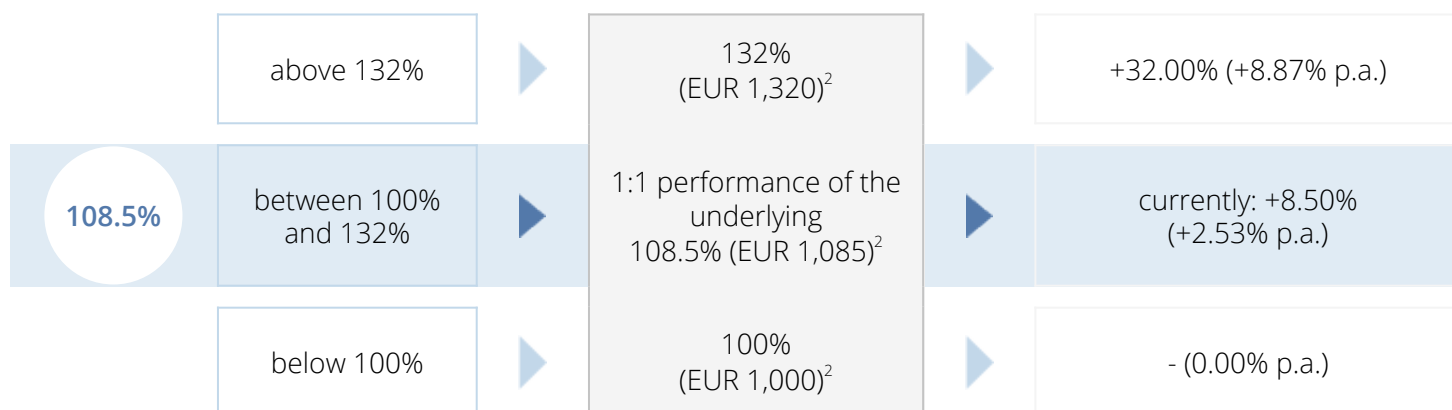 above 132%
132%
(EUR 1,320)²
+32.00% (+8.87% p.a.)
108.5%
between 100%
and 132%
1:1 performance of the
underlying
108.5% (EUR 1,085)²
currently: +8.50%
(+2.53% p.a.)
below 100%
100%
(EUR 1,000)²
- (0.00% p.a.)